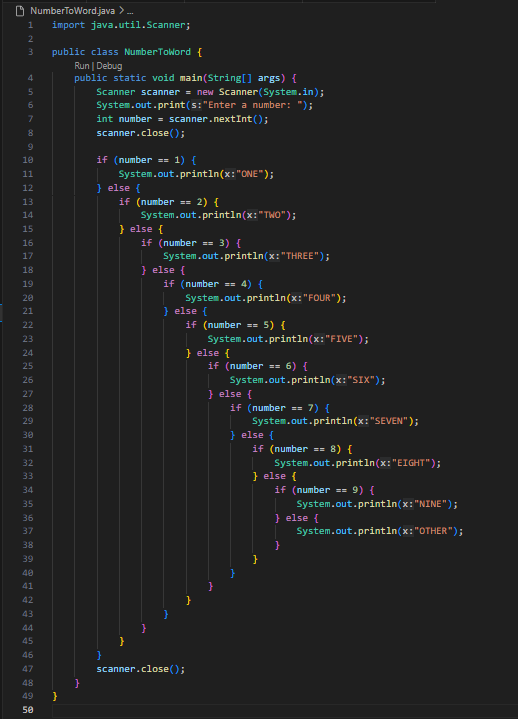 NumberToWord.java > ...
1 import java.util.Scanner;
2
3 public class NumberToWord {
Run | Debug
4 public static void main(String[] args) {
5 Scanner scanner = new Scanner(System.in);
6 System.out.print(s:"Enter a number: ");
7 int number = scanner.nextInt();
8 scanner.close();
9
10 if (number == 1) {
11 System.out.println(x:"ONE");
12 } else {
13 if (number == 2) {
14 System.out.println(x:"TWO");
15 } else {
16 if (number == 3) {
17 System.out.println(x:"THREE");
18 } else {
19 if (number == 4) {
20 System.out.println(x:"FOUR");
21 } else {
22 if (number == 5) {
23 System.out.println(x:"FIVE");
24 } else {
25 if (number == 6) {
26 System.out.println(x:"SIX");
27 } else {
28 if (number == 7) {
29 System.out.println(x:"SEVEN");
30 } else {
31 if (number == 8) {
32 System.out.println(x:"EIGHT");
33 } else {
34 if (number == 9) {
35 System.out.println(x:"NINE");
36 } else {
37 System.out.println(x:"OTHER");
38 }
39 }
40 }
41 }
42 }
43 }
44 }
45 }
46 }
47 scanner.close();
48 }
49 }
50